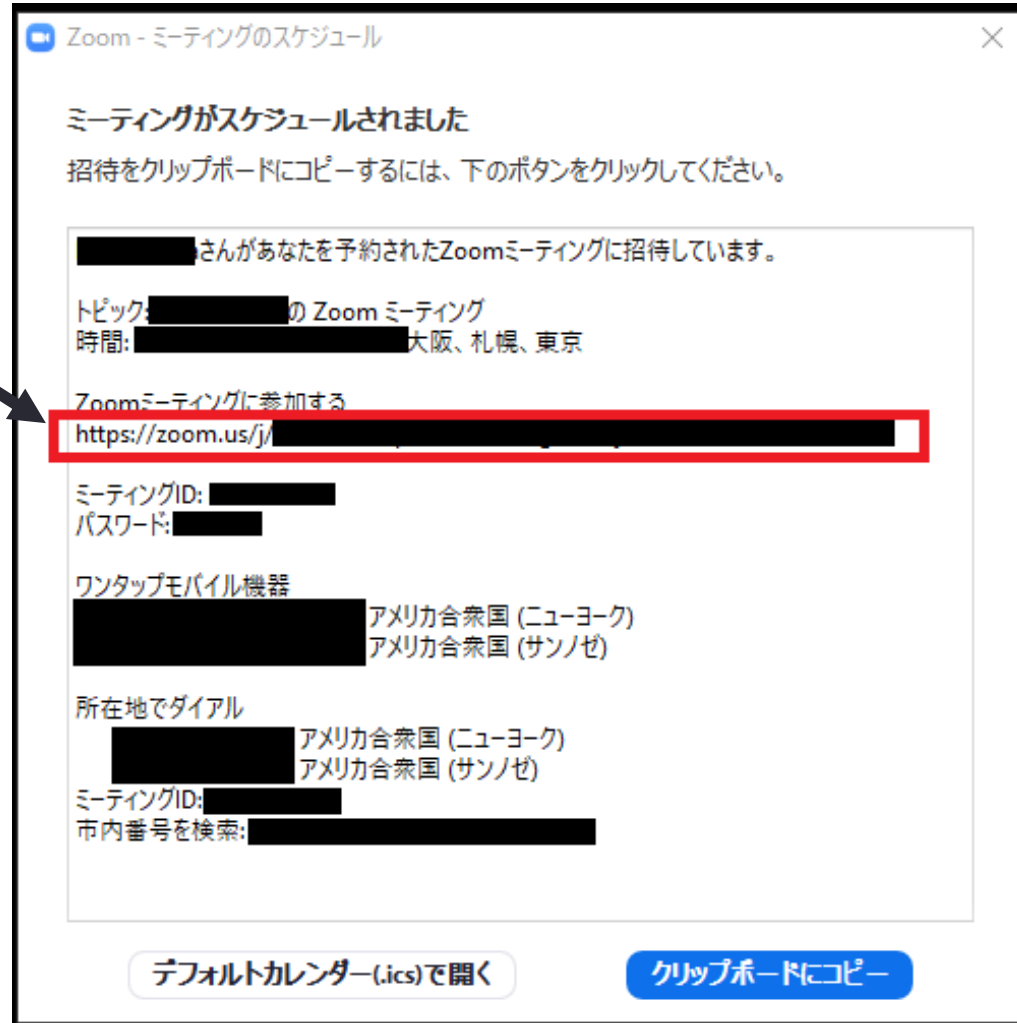 Zoom - ミーティングのスケジュール
ミーティングがスケジュールされました
招待をクリップボードにコピーするには、下のボタンをクリックしてください。
さんがあなたを予約されたZoomミーティングに招待しています。
トピック: の Zoom ミーティング
時間: 大阪、札幌、東京
Zoomミーティングに参加する
https://zoom.us/j/
ミーティングID:
パスワード:
ワンタップモバイル機器
アメリカ合衆国 (ニューヨーク)
アメリカ合衆国 (サンノゼ)
所在地でダイアル
アメリカ合衆国 (ニューヨーク)
アメリカ合衆国 (サンノゼ)
ミーティングID:
市内番号を検索:
デフォルトカレンダー(.ics)で開く
クリップボードにコピー